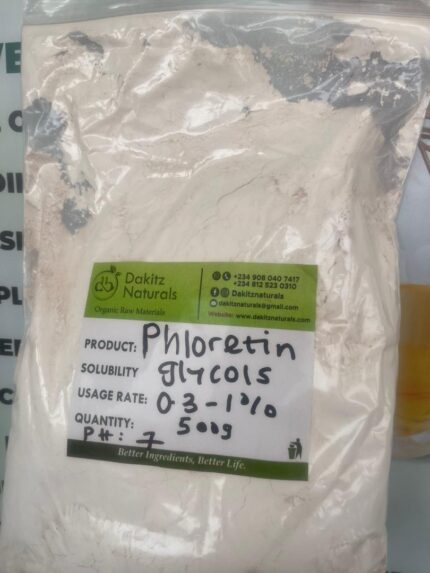 Dakitz
Naturals
Organic Raw Materials
+234 908 040 7417
+234 812 523 0310
Dakitznaturals
dakitznaturals@gmail.com
Website: www.dakitznaturals.com
PRODUCT: Phloretin
SOLUBILITY glycols
USAGE RATE: 0.3-1%
QUANTITY: 500g
PH: 7
Better Ingredients, Better Life.